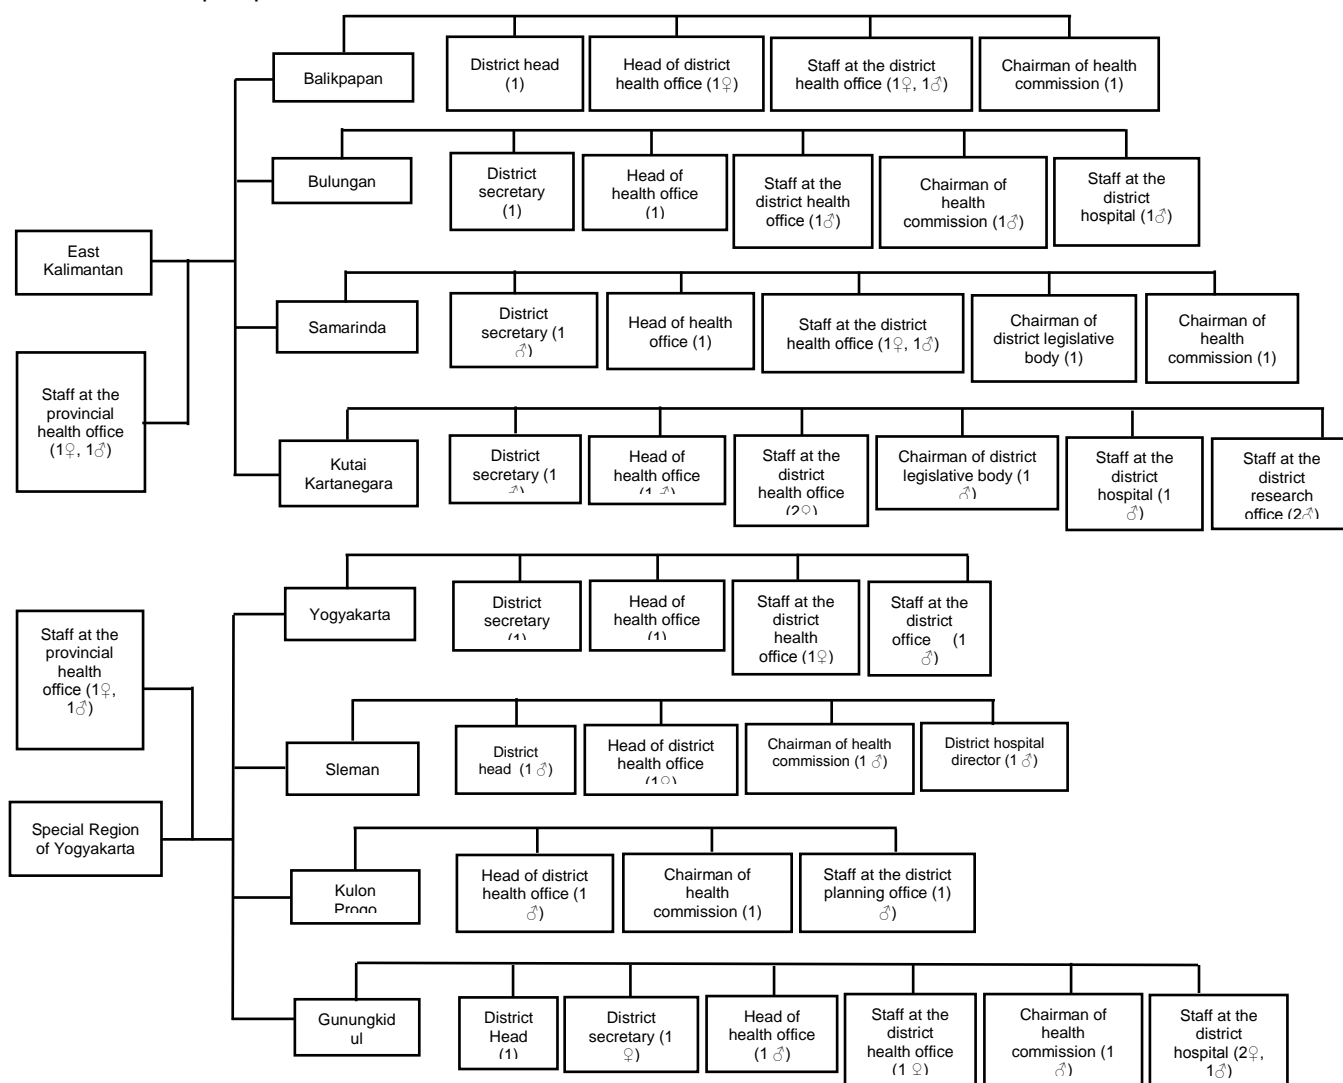 Balikpapan
District head
(1)
Head of district
health office (1♀)
Staff at the district
health office (1♀, 1♂)
Chairman of health
commission (1)
Bulungan
District
secretary
(1)
Head of
health office
(1)
Staff at the
district health
office (1♂)
Chairman of
health
commission (1♂)
Staff at the
district
hospital (1♂)
East
Kalimantan
Samarinda
District
secretary (1
♂)
Head of health
office (1)
Staff at the district
health office (1♀, 1♂)
Chairman of
district legislative
body (1)
Chairman of
health
commission (1)
Staff at the
provincial
health office
(1♀, 1♂)
Kutai
Kartanegara
District
secretary (1
♂)
Head of
health office
(1 ♂)
Staff at the
district
health office
(2♀)
Chairman of district
legislative body (1
♂)
Staff at the
district
hospital (1
♂)
Staff at the
district
research
office (2♂)
Yogyakarta
District
secretary
(1)
Head of
health office
(1)
Staff at the
district
health
office (1♀)
Staff at the
district
office (1
♂)
Staff at the
provincial
health
office (1♀,
1♂)
Sleman
District
head (1 ♂)
Head of district
health office
(1♀)
Chairman of health
commission (1 ♂)
District hospital
director (1 ♂)
Special Region
of Yogyakarta
Kulon
Progo
Head of district
health office (1
♂)
Chairman of
health
commission (1)
Staff at the district
planning office (1)
♂)
Gunungkid
ul
District
Head
(1)
District
secretary (1
♀)
Head of
health office
(1 ♂)
Staff at the
district
health office
(1 ♀)
Chairman of
health
commission (1
♂)
Staff at the
district
hospital (2♀,
1♂)